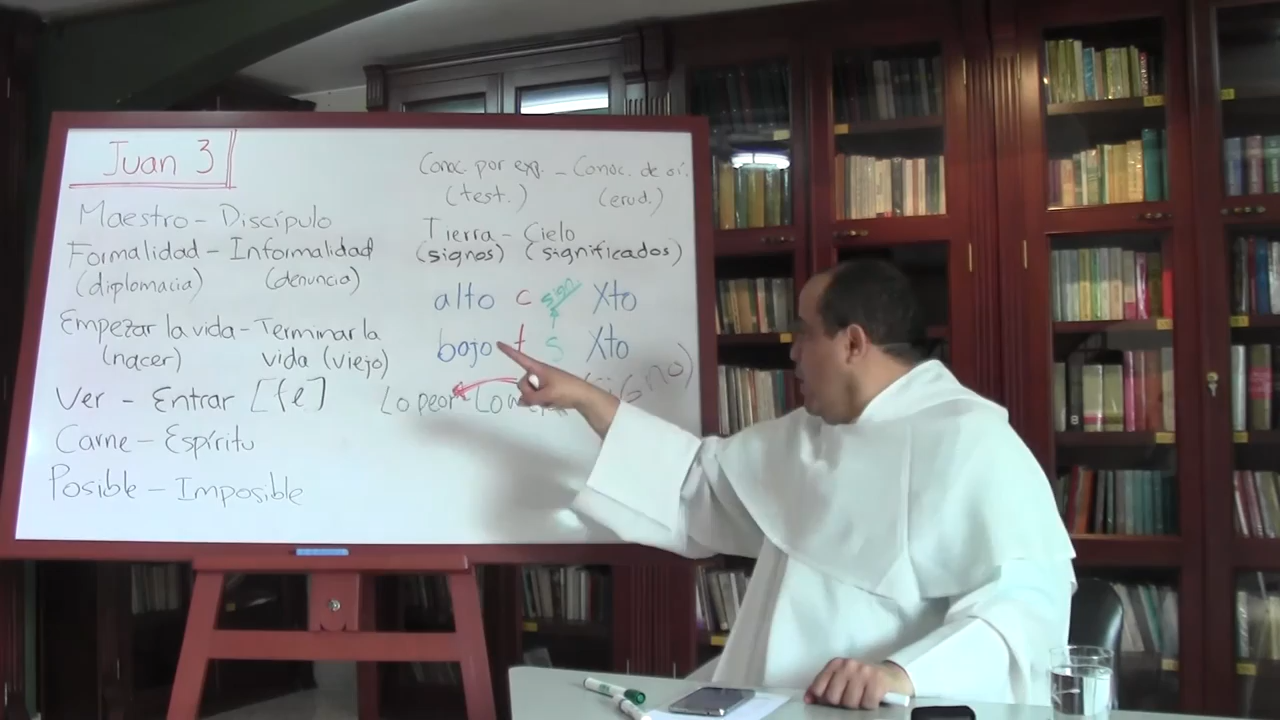 Juan 3
Maestro - Discípulo
Formalidad - Informalidad
(diplomacia) (denuncia)
Empezar la vida - Terminar la
(nacer) vida (viejo)
Ver - Entrar [fe]
Carne - Espíritu
Posible - Imposible
Conoc. por exp. - Conoc. de oí.
(test.) (erud.)
Tierra - Cielo
(signos) (significados)
alto c sign. Xto
bajo t s Xto
Lo peor